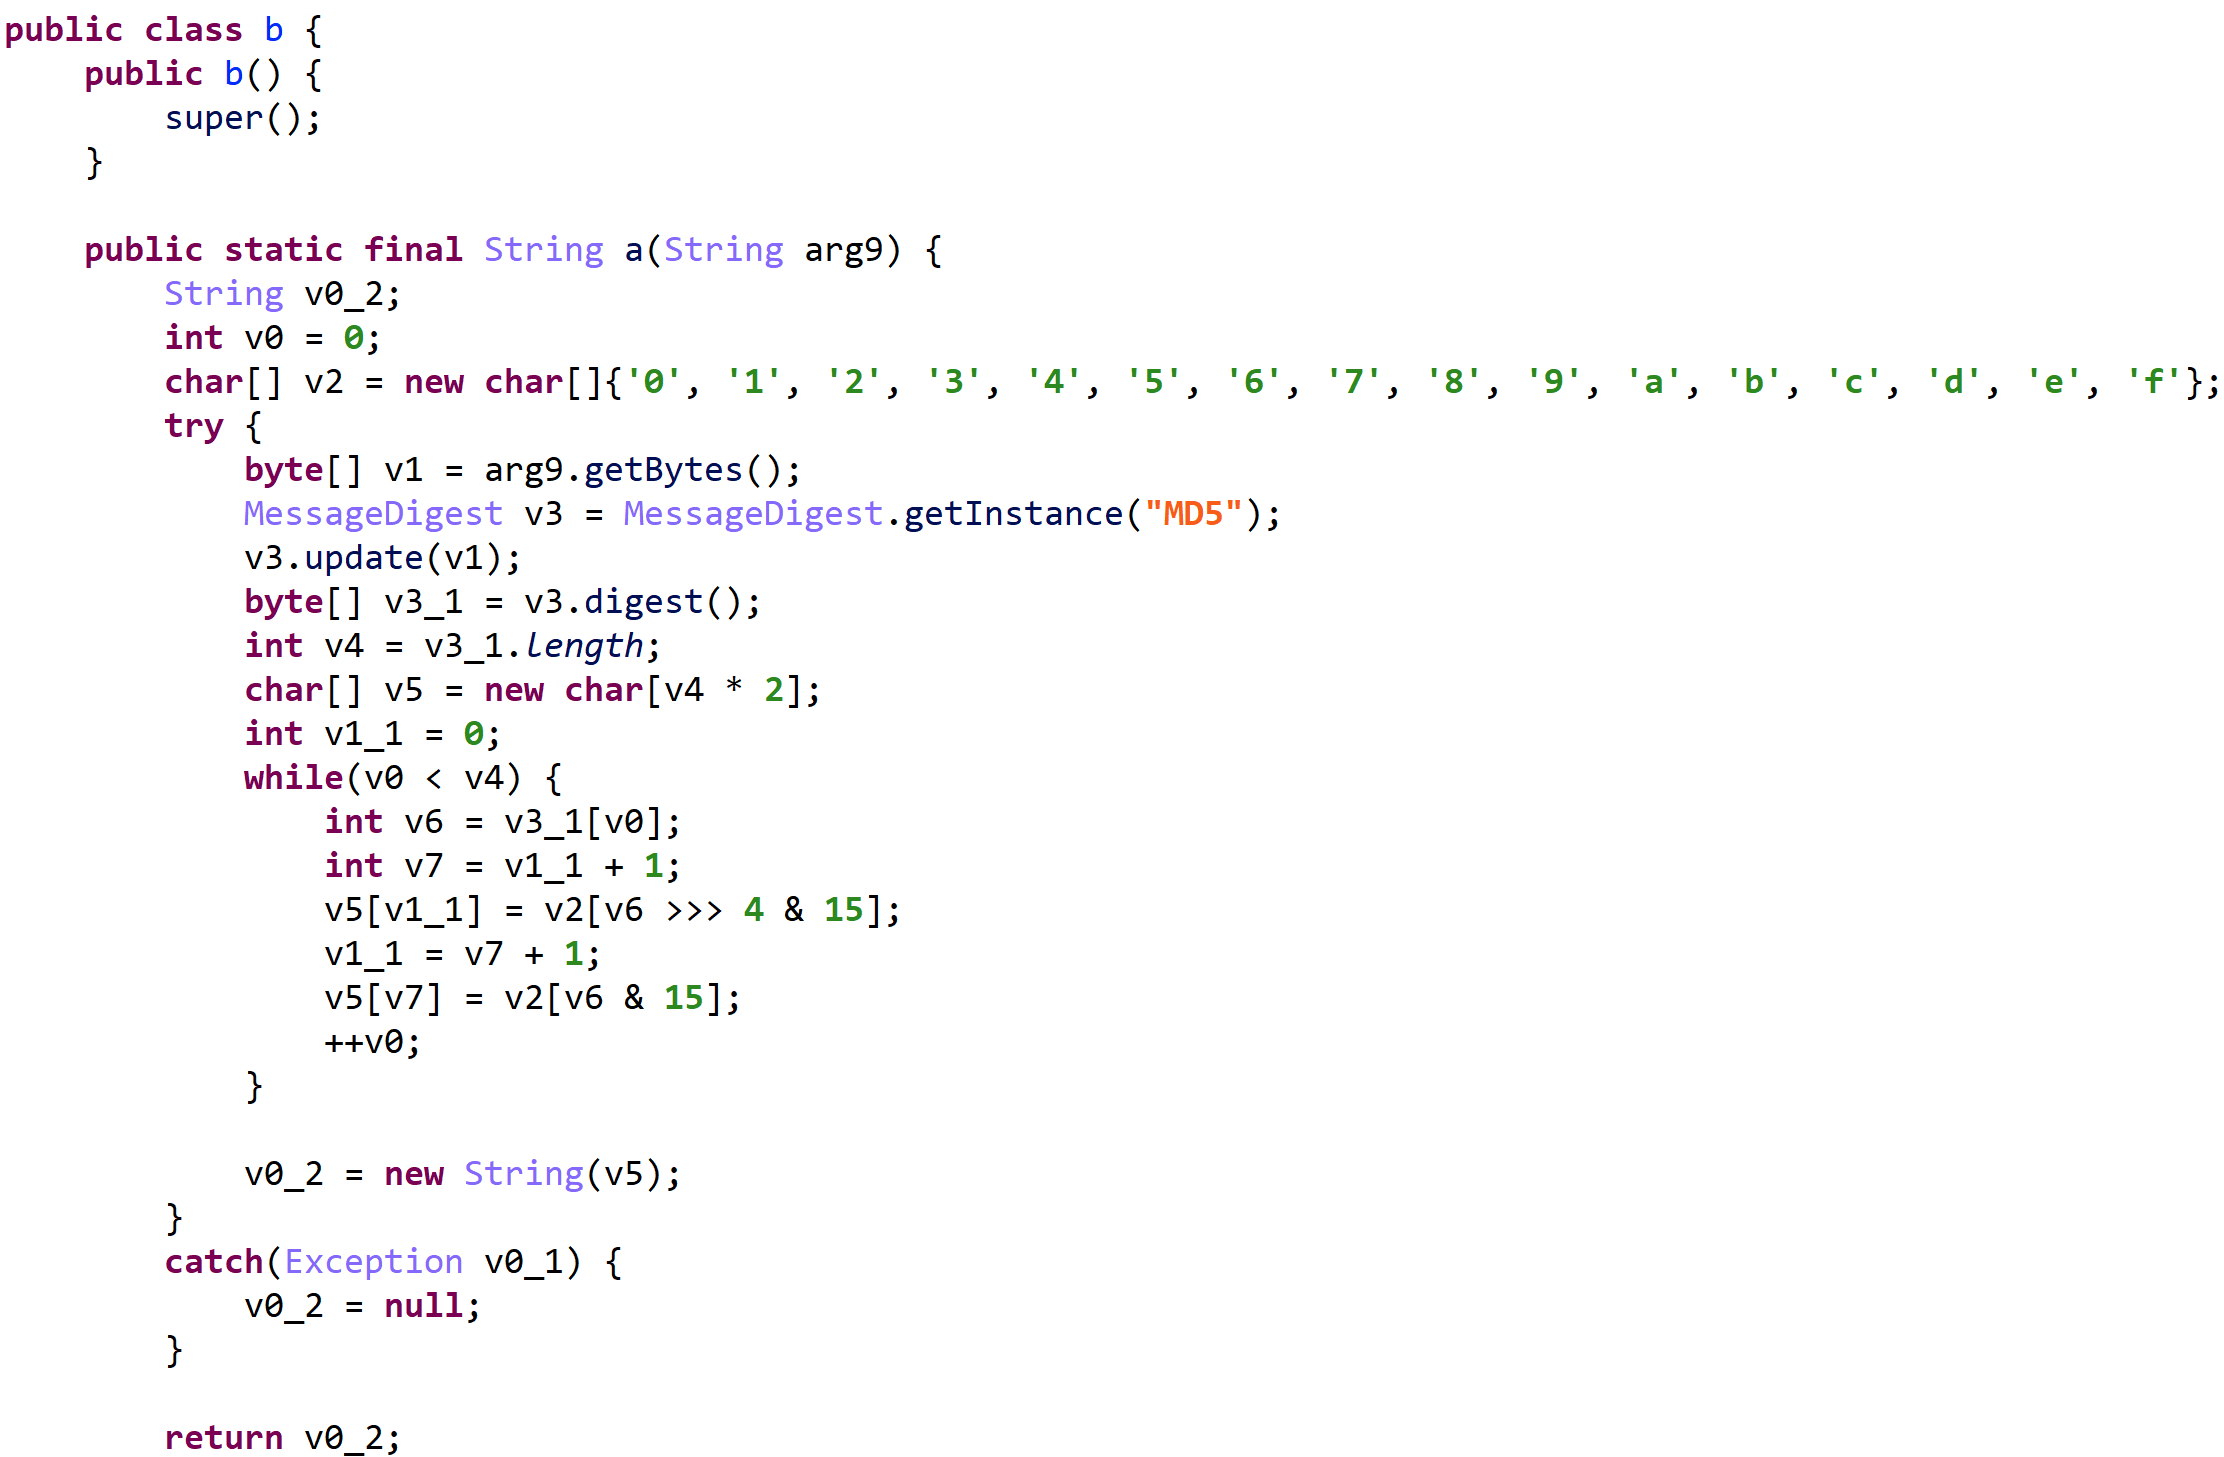 public class b {
    public b() {
        super();
    }

    public static final String a(String arg9) {
        String v0_2;
        int v0 = 0;
        char[] v2 = new char[]{'0', '1', '2', '3', '4', '5', '6', '7', '8', '9', 'a', 'b', 'c', 'd', 'e', 'f'};
        try {
            byte[] v1 = arg9.getBytes();
            MessageDigest v3 = MessageDigest.getInstance("MD5");
            v3.update(v1);
            byte[] v3_1 = v3.digest();
            int v4 = v3_1.length;
            char[] v5 = new char[v4 * 2];
            int v1_1 = 0;
            while(v0 < v4) {
                int v6 = v3_1[v0];
                int v7 = v1_1 + 1;
                v5[v1_1] = v2[v6 >>> 4 & 15];
                v1_1 = v7 + 1;
                v5[v7] = v2[v6 & 15];
                ++v0;
            }

            v0_2 = new String(v5);
        }
        catch(Exception v0_1) {
            v0_2 = null;
        }

        return v0_2;